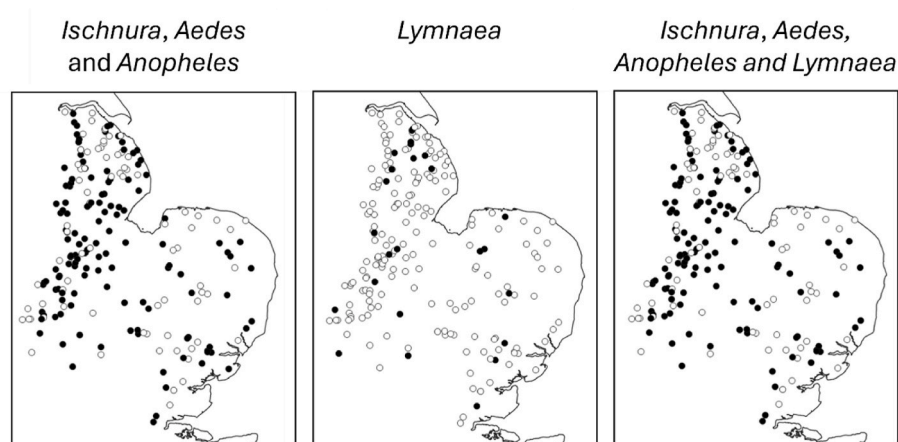 Ischnura, Aedes
and Anopheles
Lymnaea
Ischnura, Aedes,
Anopheles and Lymnaea